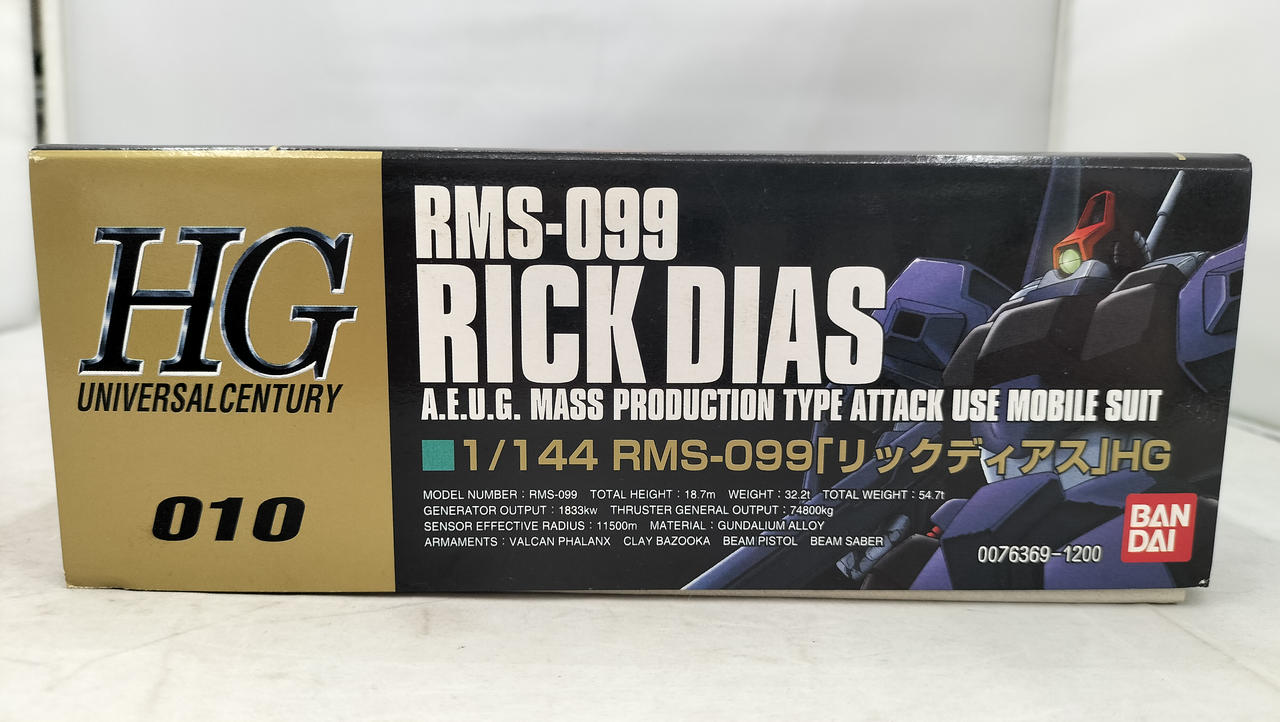 HG
UNIVERSALCENTURY
010
RMS-099
RICK DIAS
A.E.U.G. MASS PRODUCTION TYPE ATTACK USE MOBILE SUIT
1/144 RMS-099「リックディアス」HG
MODEL NUMBER : RMS-099 TOTAL HEIGHT : 18.7m WEIGHT : 32.2t TOTAL WEIGHT : 54.7t
GENERATOR OUTPUT : 1833kw THRUSTER GENERAL OUTPUT : 74800kg
SENSOR EFFECTIVE RADIUS : 11500m MATERIAL : GUNDALIUM ALLOY
ARMAMENTS : VALCAN PHALANX CLAY BAZOOKA BEAM PISTOL BEAM SABER
0076369-1200
BAN
DAI